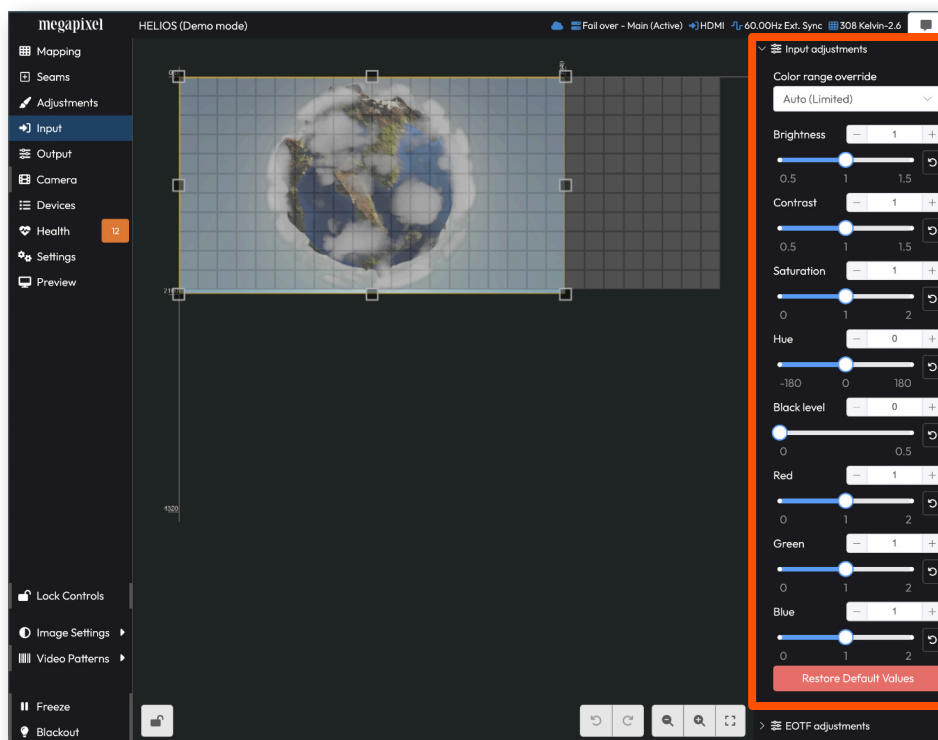 megapixel
HELIOS (Demo mode)
Fail over - Main (Active)
HDMI
60.00Hz Ext. Sync
308 Kelvin-2.6
Mapping
Seams
Adjustments
Input
Output
Camera
Devices
Health 12
Settings
Preview
Lock Controls
Image Settings
Video Patterns
Freeze
Blackout
4320
Input adjustments
Color range override
Auto (Limited)
Brightness − 1 +
0.5 1 1.5
Contrast − 1 +
0.5 1 1.5
Saturation − 1 +
0 1 2
Hue − 0 +
-180 0 180
Black level − 0 +
0 0.5
Red − 1 +
0 1 2
Green − 1 +
0 1 2
Blue − 1 +
0 1 2
Restore Default Values
EOTF adjustments